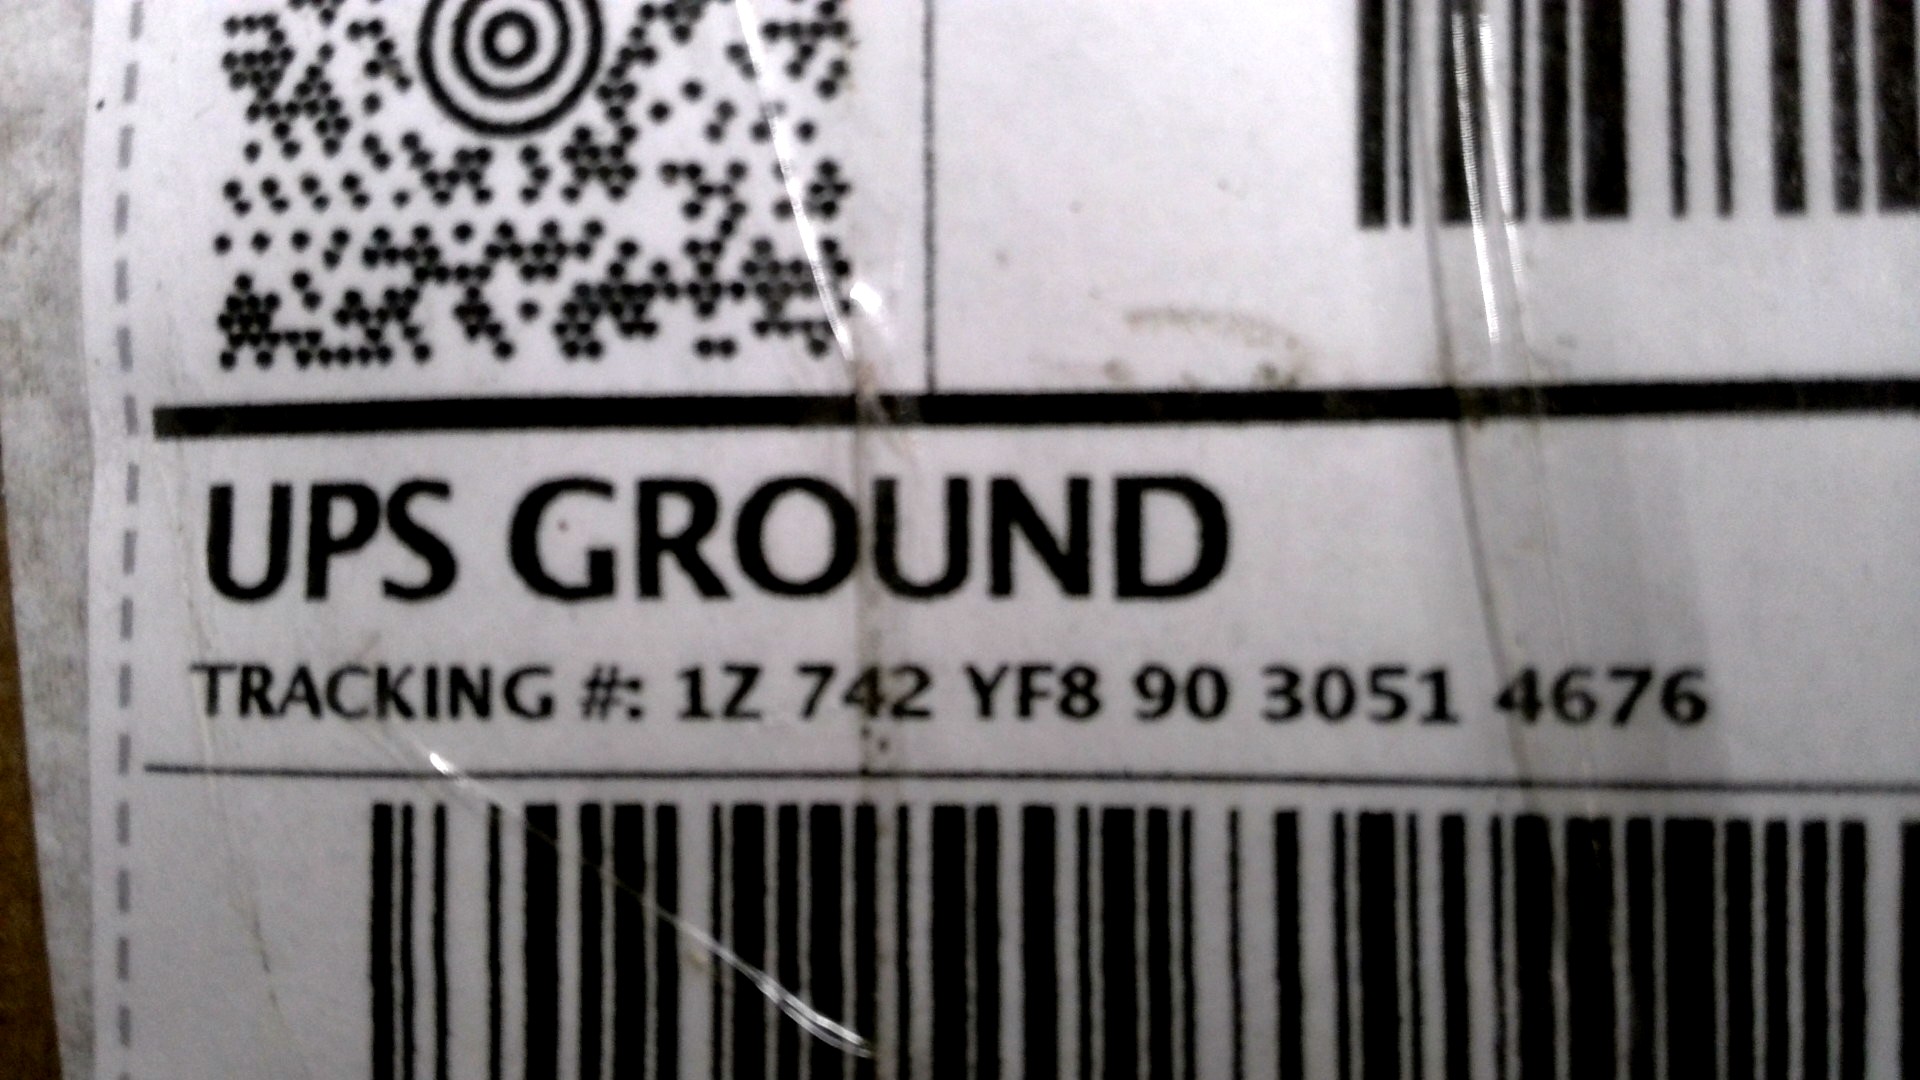 UPS GROUND
TRACKING #: 1Z 742 YF8 90 3051 4676